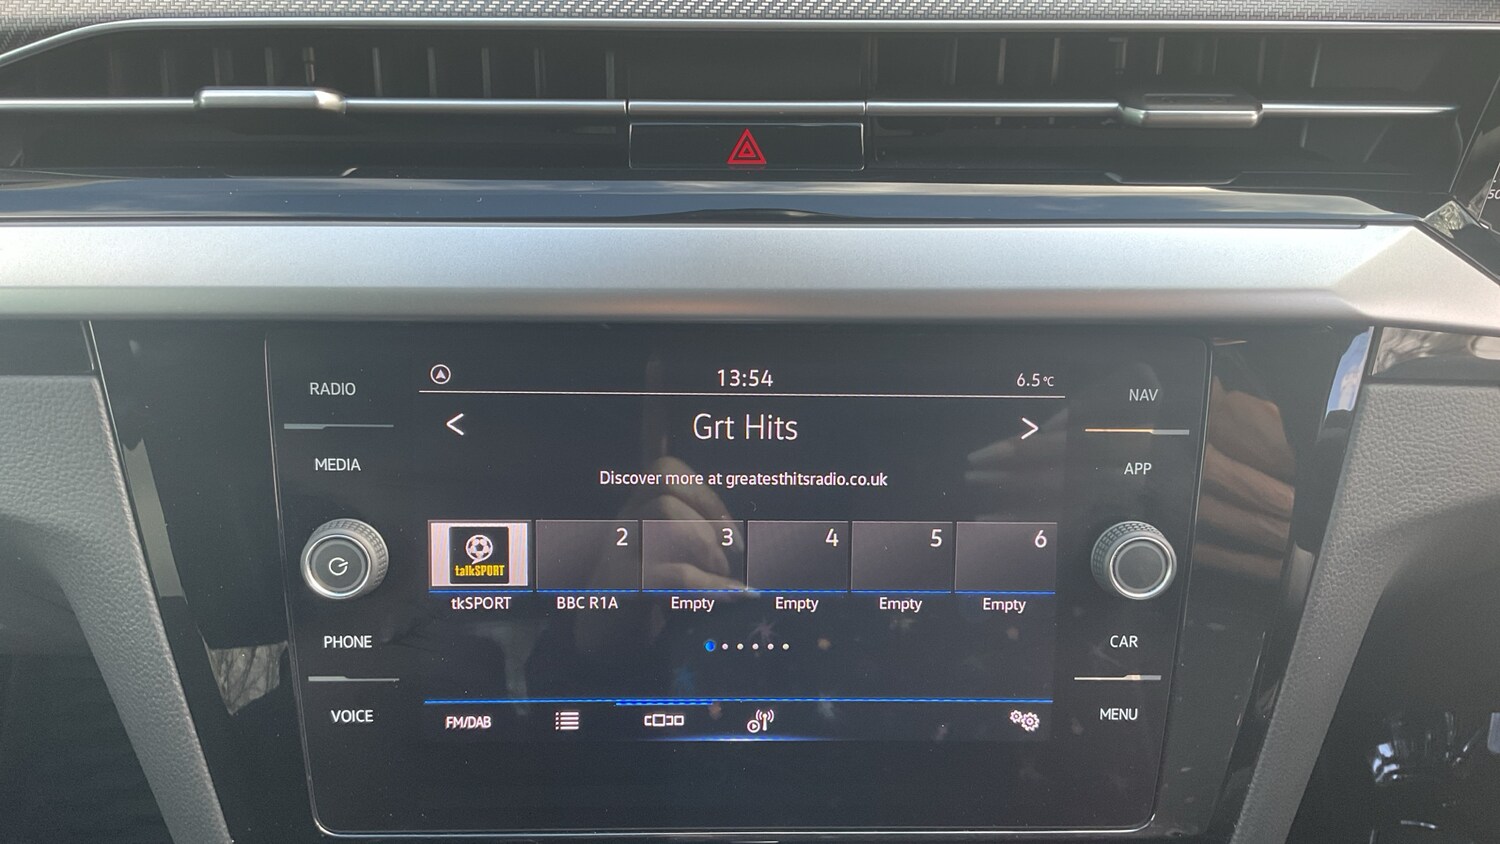 13:54
6.5°C
RADIO
NAV
<
Grt Hits
>
MEDIA
APP
Discover more at greatesthitsradio.co.uk
talkSPORT
2
3
4
5
6
tkSPORT
BBC R1A
Empty
Empty
Empty
Empty
PHONE
CAR
VOICE
FM/DAB
MENU